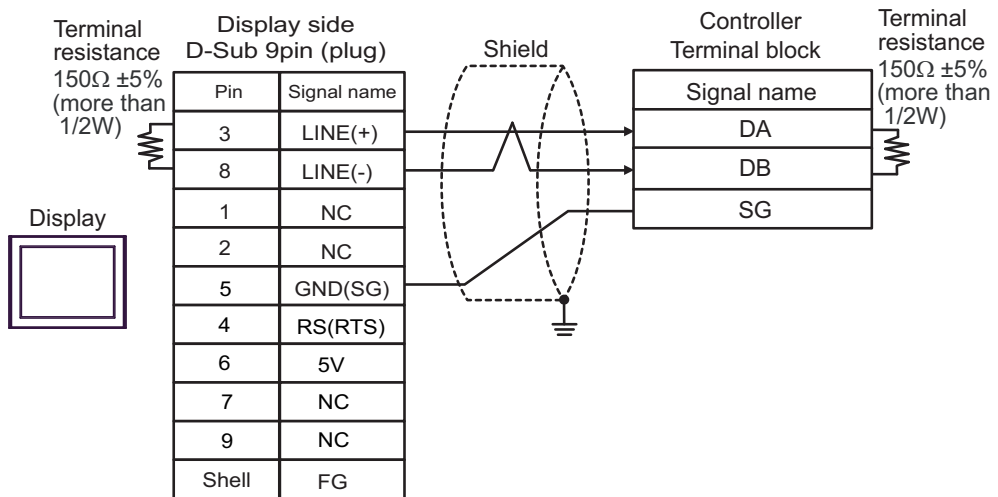 Terminal
resistance
150Ω ±5%
(more than
1/2W)
Display side
D-Sub 9pin (plug)
Shield
Controller
Terminal block
Terminal
resistance
150Ω ±5%
(more than
1/2W)
Pin Signal name
3 LINE(+)
8 LINE(-)
1 NC
2 NC
5 GND(SG)
4 RS(RTS)
6 5V
7 NC
9 NC
Shell FG
Signal name
DA
DB
SG
Display